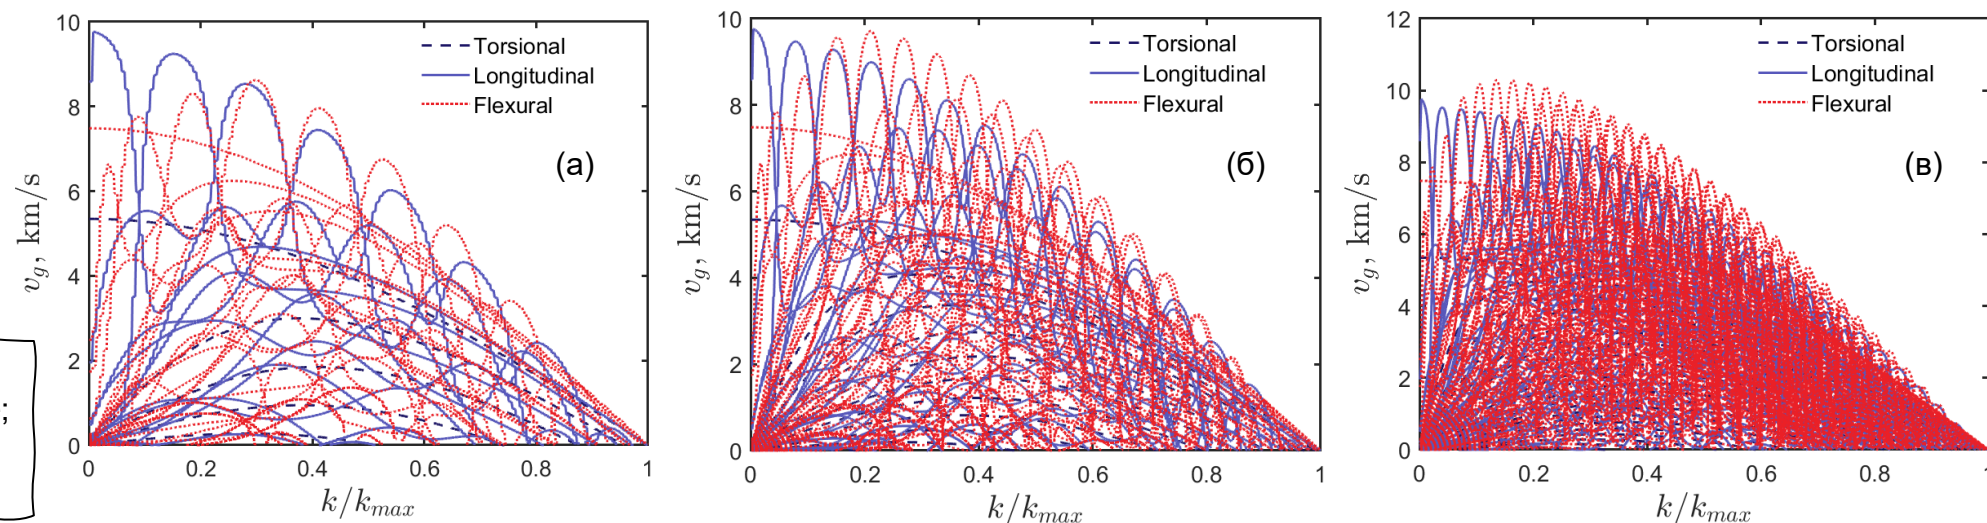 10
8
6
4
2
0
0
0.2
0.4
0.6
0.8
1
v_g, km/s
k/k_max
Torsional
Longitudinal
Flexural
(а)
;
10
8
6
4
2
0
0
0.2
0.4
0.6
0.8
1
v_g, km/s
k/k_max
Torsional
Longitudinal
Flexural
(б)
12
10
8
6
4
2
0
0
0.2
0.4
0.6
0.8
1
v_g, km/s
k/k_max
Torsional
Longitudinal
Flexural
(в)